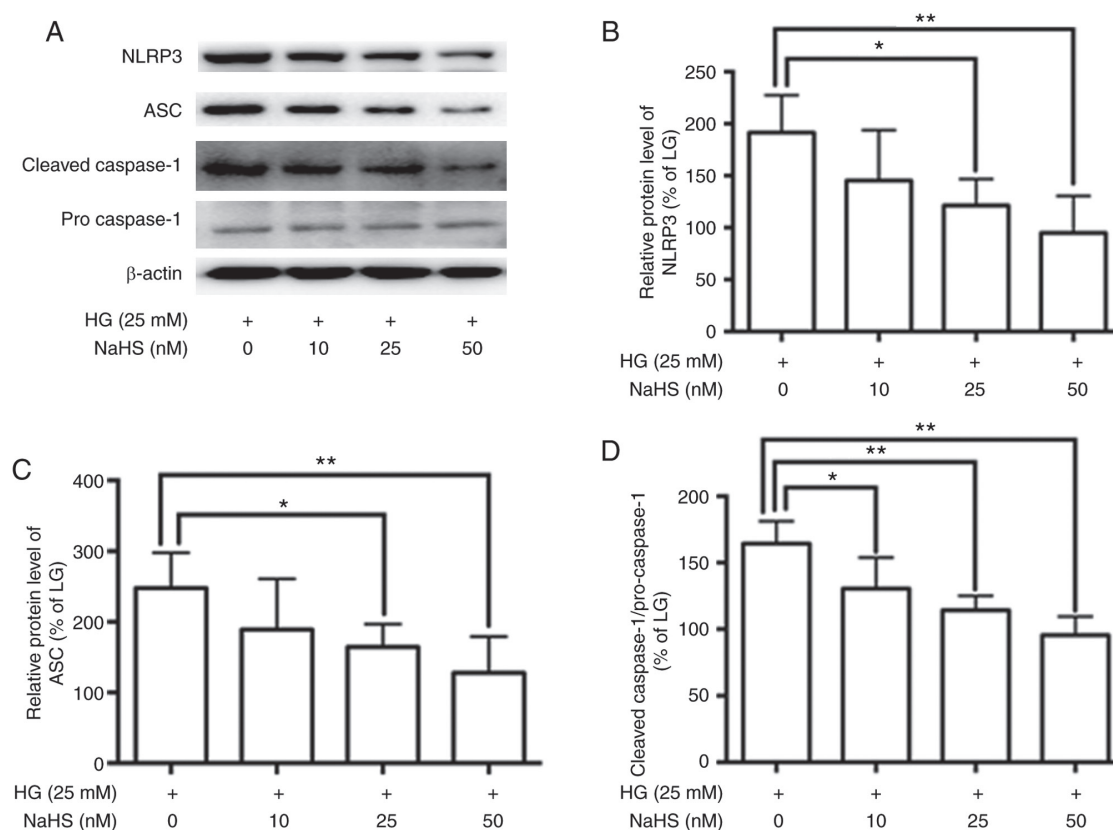 A
NLRP3
ASC
Cleaved caspase-1
Pro caspase-1
β-actin
HG (25 mM) + + + +
NaHS (nM) 0 10 25 50
B
**
*
Relative protein level of
NLRP3 (% of LG)
250
200
150
100
50
0
HG (25 mM) + + + +
NaHS (nM) 0 10 25 50
C
**
*
Relative protein level of
ASC (% of LG)
400
300
200
100
0
HG (25 mM) + + + +
NaHS (nM) 0 10 25 50
D
**
**
*
Cleaved caspase-1/pro-caspase-1
(% of LG)
200
150
100
50
0
HG (25 mM) + + + +
NaHS (nM) 0 10 25 50